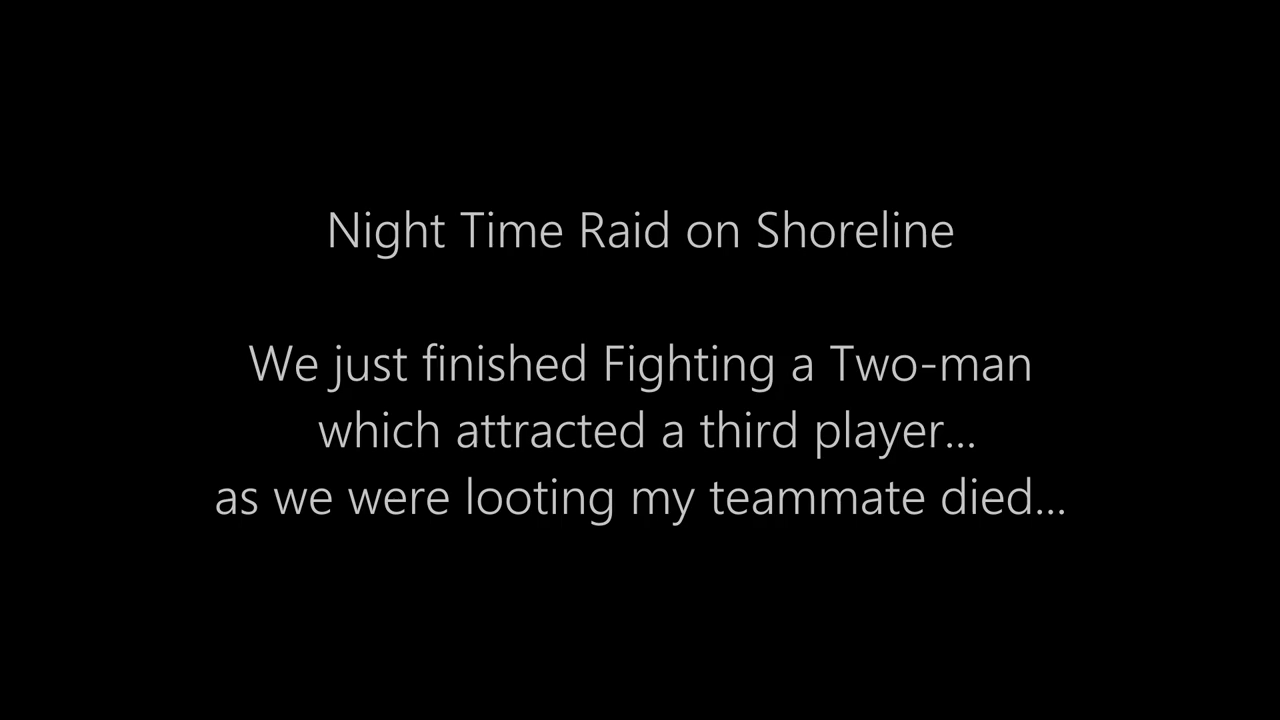 Night Time Raid on Shoreline
We just finished Fighting a Two-man
which attracted a third player...
as we were looting my teammate died...